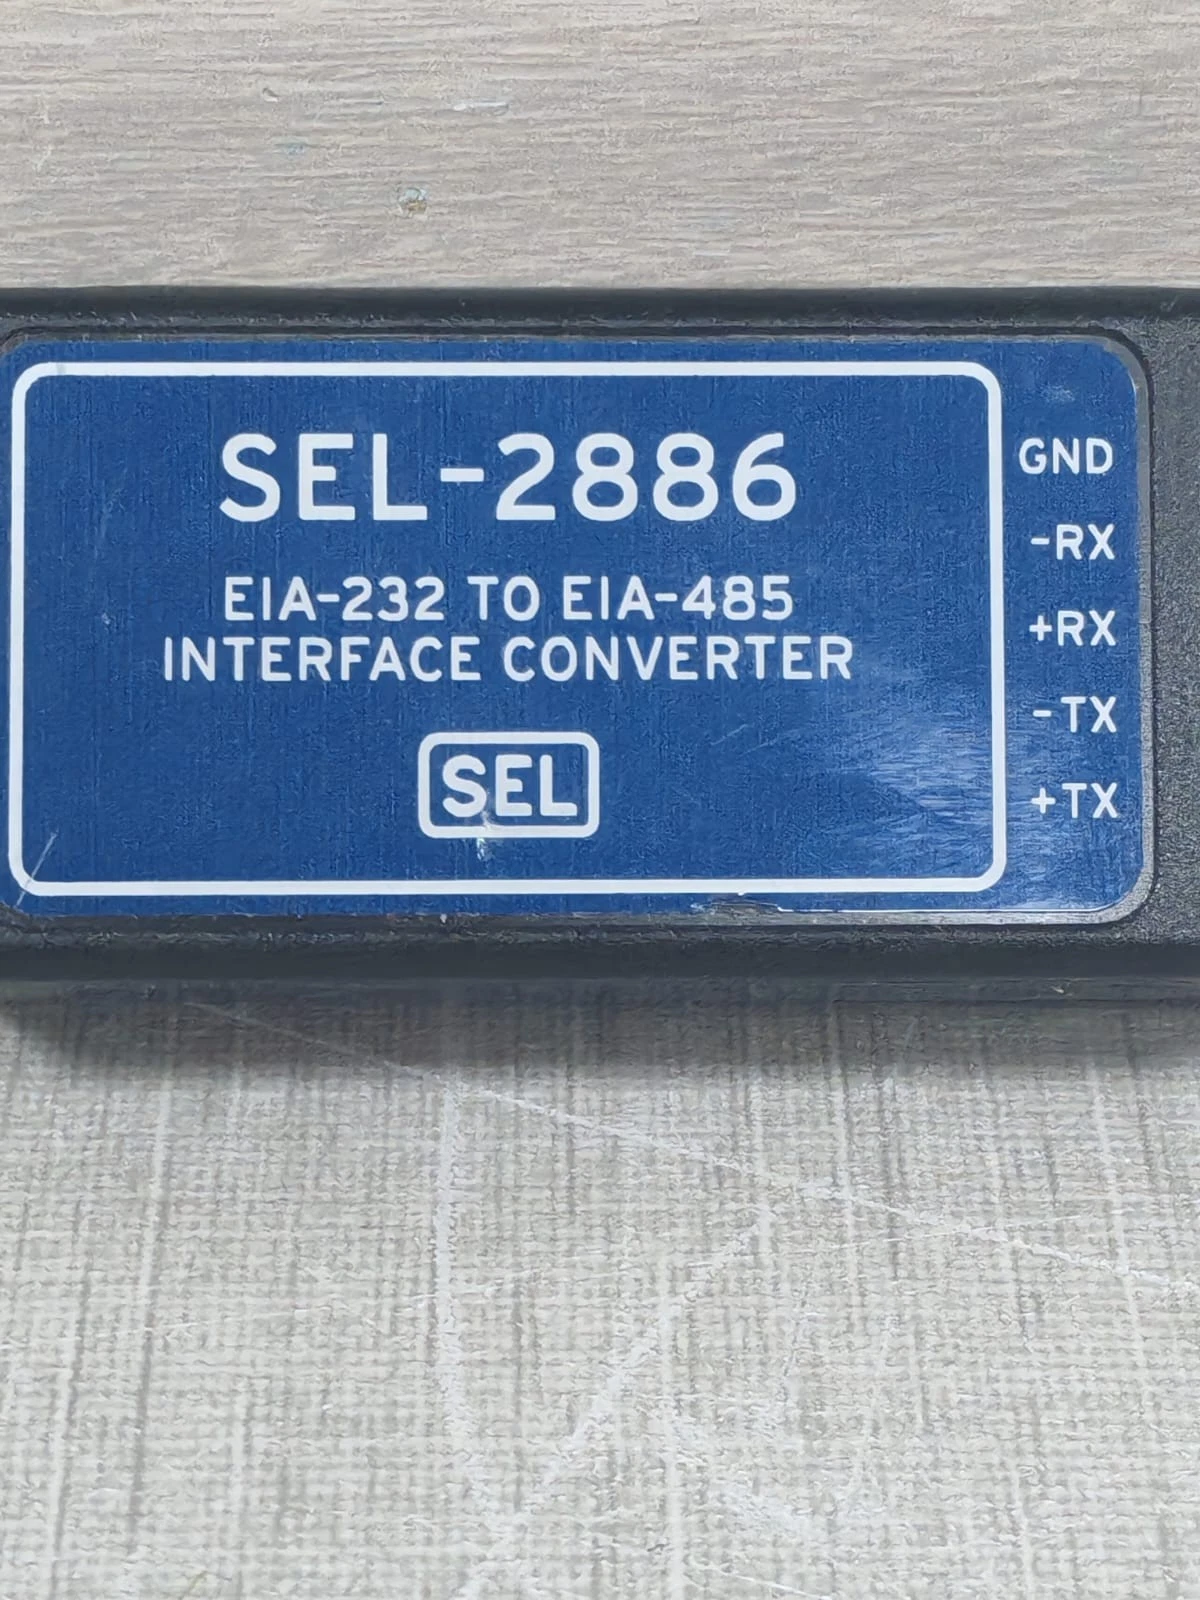 SEL-2886
EIA-232 TO EIA-485
INTERFACE CONVERTER
SEL
GND
-RX
+RX
-TX
+TX